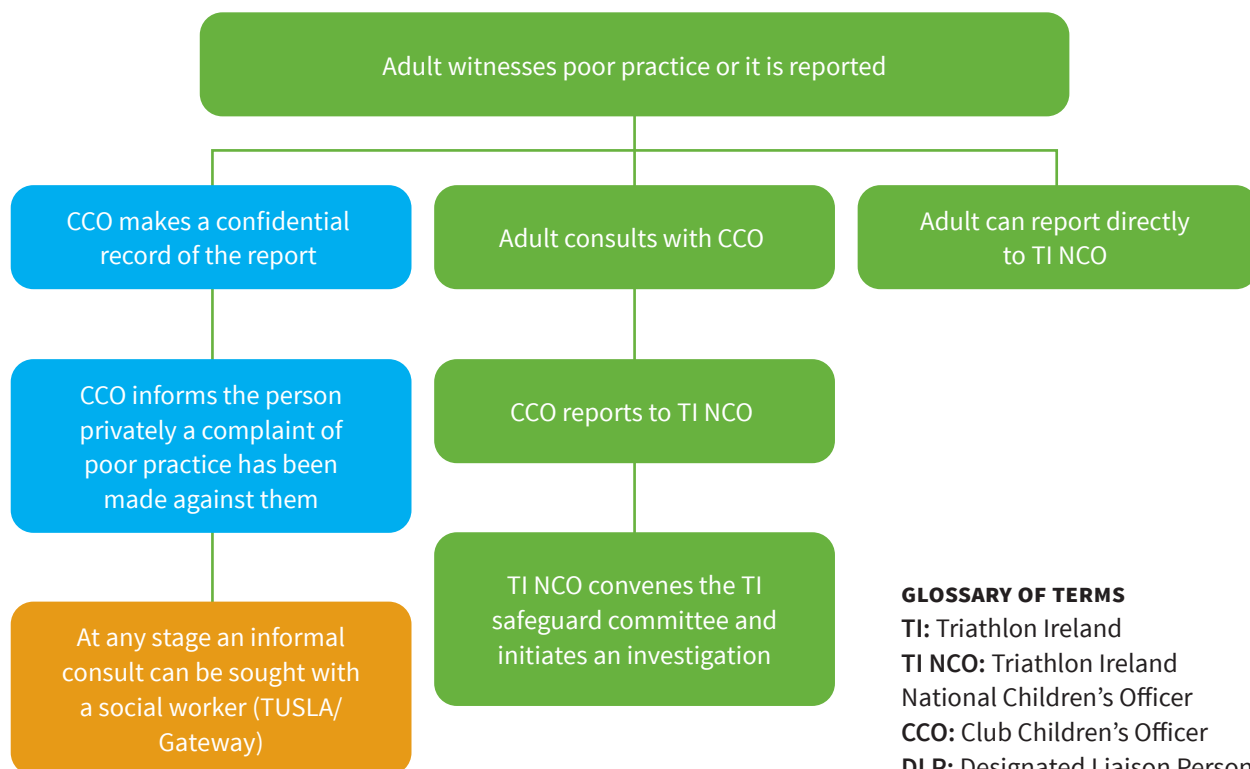 Adult witnesses poor practice or it is reported
CCO makes a confidential
record of the report
Adult consults with CCO
Adult can report directly
to TI NCO
CCO informs the person
privately a complaint of
poor practice has been
made against them
CCO reports to TI NCO
At any stage an informal
consult can be sought with
a social worker (TUSLA/
Gateway)
TI NCO convenes the TI
safeguard committee and
initiates an investigation
GLOSSARY OF TERMS
TI: Triathlon Ireland
TI NCO: Triathlon Ireland
National Children’s Officer
CCO: Club Children’s Officer
DLP: Designated Liaison Person